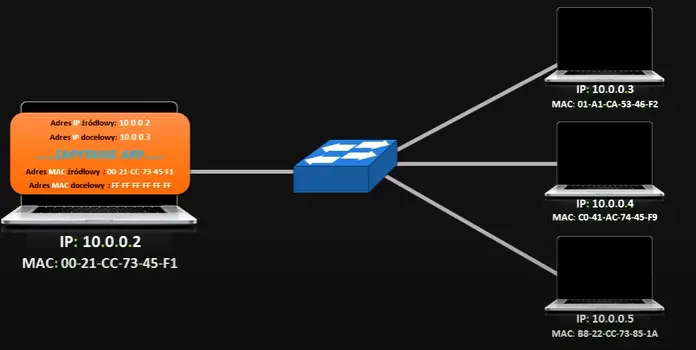 Adres IP źródłowy: 10.0.0.2
Adres IP docelowy: 10.0.0.3
......ZAPYTANIE ARP......
Adres MAC źródłowy : 00-21-CC-73-45-F1
Adres MAC docelowy : FF-FF-FF-FF-FF-FF
IP: 10.0.0.2
MAC: 00-21-CC-73-45-F1
IP: 10.0.0.3
MAC: 01-A1-CA-53-46-F2
IP: 10.0.0.4
MAC: C0-41-AC-74-45-F9
IP: 10.0.0.5
MAC: B8-22-CC-73-85-1A